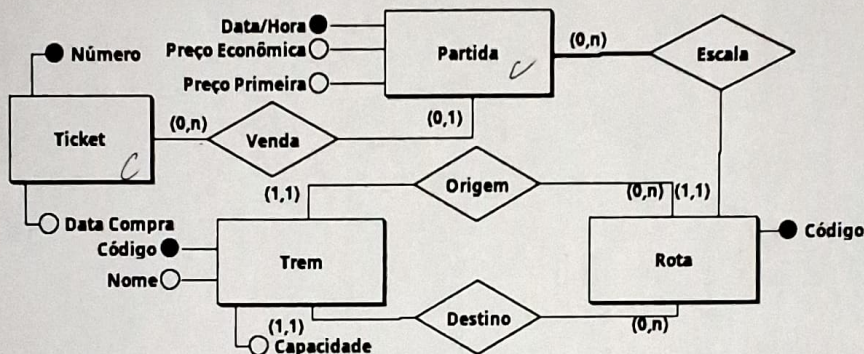 Data/Hora
Preço Econômica
Preço Primeira
Partida
(0,n)
Escala
Número
Ticket
(0,n)
Venda
(0,1)
Data Compra
(1,1)
Origem
(0,n)
(1,1)
Código
Nome
Trem
Rota
Código
(1,1)
Capacidade
Destino
(0,n)